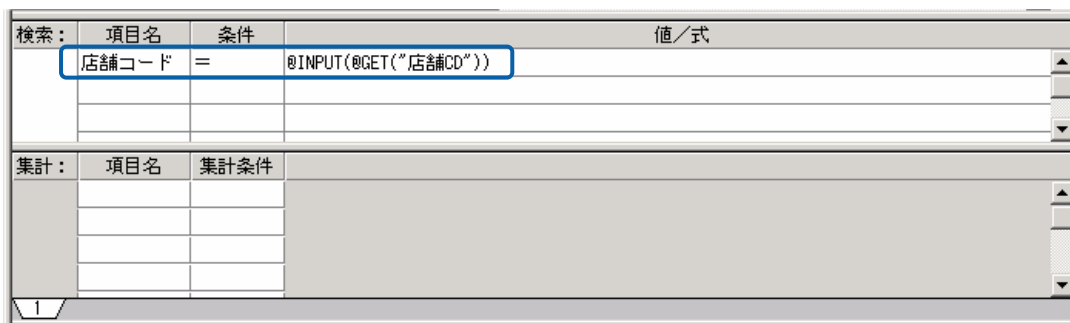 検索： 項目名 条件 値／式
店舗コード ＝ @INPUT(@GET("店舗CD"))
集計： 項目名 集計条件
1